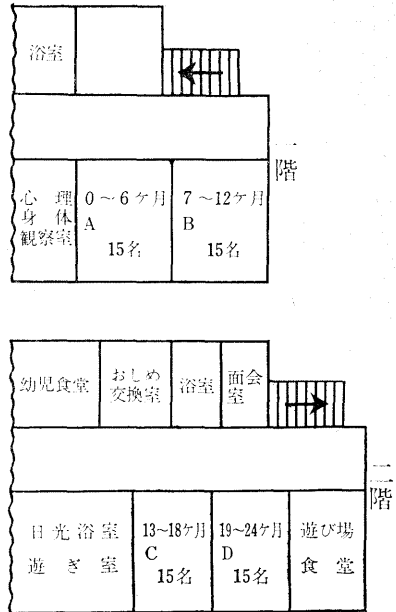 浴室
一階
心理
身体
観察室
0~6ケ月
A
15名
7~12ケ月
B
15名
幼児食堂
おしめ
交換室
浴室
面会
室
二階
日光浴室
遊ぎ室
13~18ケ月
C
15名
19~24ケ月
D
15名
遊び場
食堂